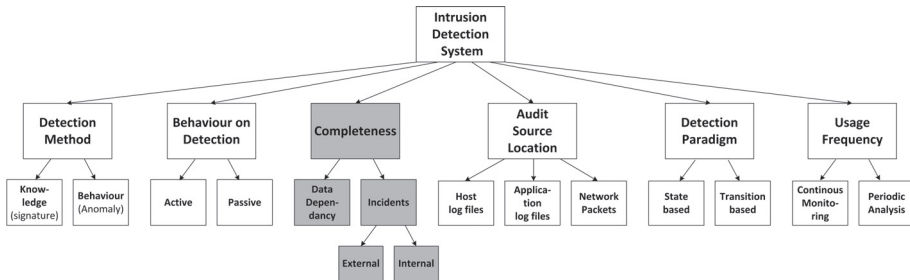 Intrusion
Detection
System
Detection
Method
Behaviour on
Detection
Completeness
Audit
Source
Location
Detection
Paradigm
Usage
Frequency
Know-
ledge
(signature)
Behaviour
(Anomaly)
Active
Passive
Data
Depen-
dancy
Incidents
Host
log files
Applica-
tion
log files
Network
Packets
State
based
Transition
based
Continous
Monito-
ring
Periodic
Analysis
External
Internal